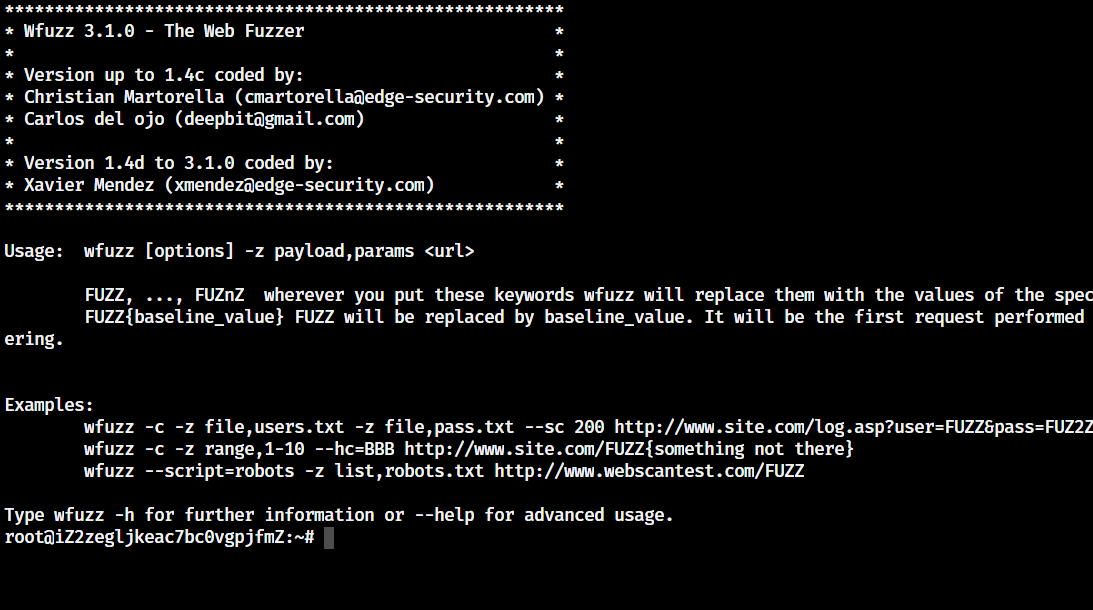 ********************************************************
* Wfuzz 3.1.0 - The Web Fuzzer                         *
*                                                      *
* Version up to 1.4c coded by:                         *
* Christian Martorella (cmartorella@edge-security.com) *
* Carlos del ojo (deepbit@gmail.com)                   *
*                                                      *
* Version 1.4d to 3.1.0 coded by:                      *
* Xavier Mendez (xmendez@edge-security.com)            *
********************************************************
Usage:  wfuzz [options] -z payload,params <url>
        FUZZ, ..., FUZnZ  wherever you put these keywords wfuzz will replace them with the values of the spec
        FUZZ{baseline_value} FUZZ will be replaced by baseline_value. It will be the first request performed
ering.
Examples:
        wfuzz -c -z file,users.txt -z file,pass.txt --sc 200 http://www.site.com/log.asp?user=FUZZ&pass=FUZ2Z
        wfuzz -c -z range,1-10 --hc=BBB http://www.site.com/FUZZ{something not there}
        wfuzz --script=robots -z list,robots.txt http://www.webscantest.com/FUZZ
Type wfuzz -h for further information or --help for advanced usage.
root@iZ2zegljkeac7bc0vgpjfmZ:~#